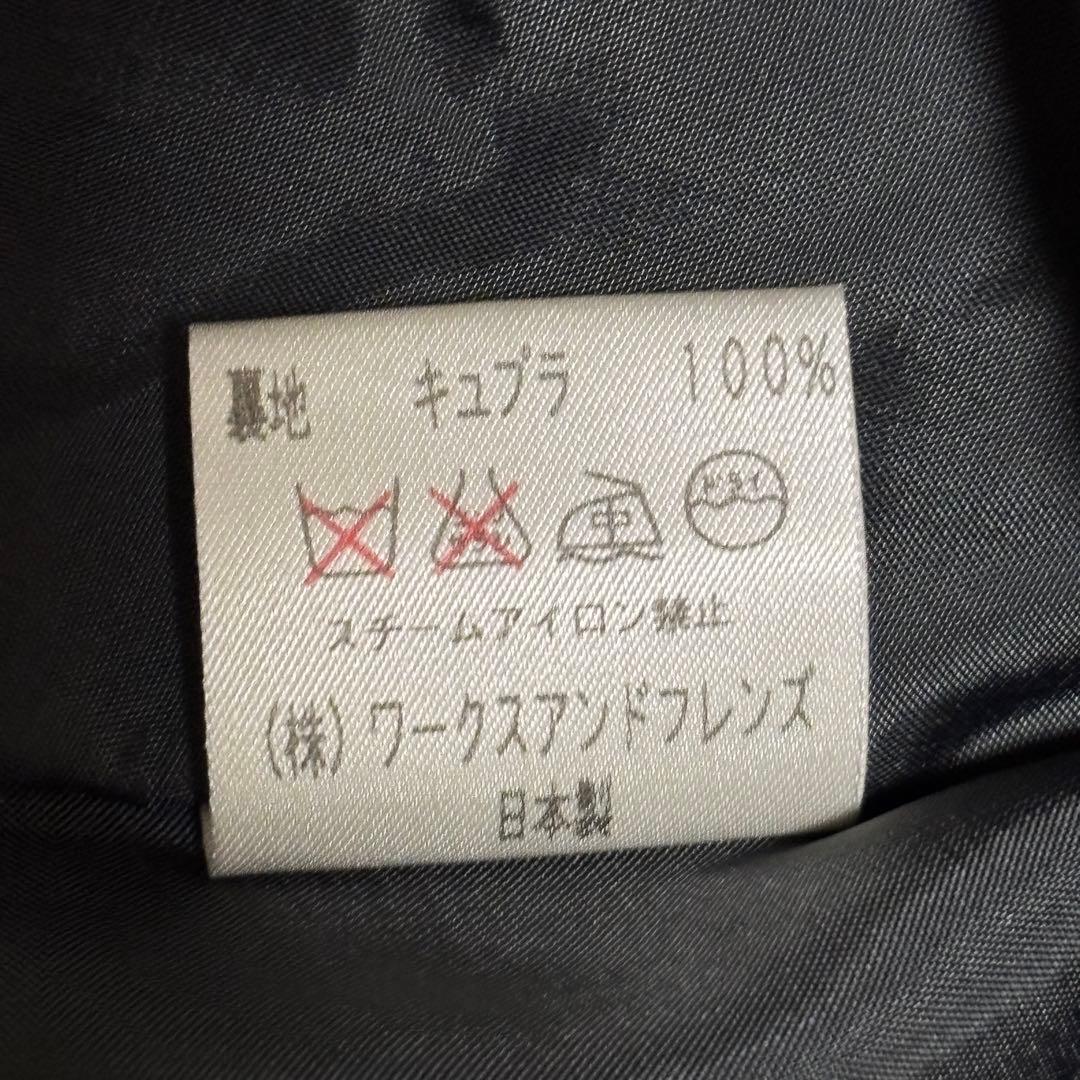 裏地 キュプラ 100%
中 ドライ
スチームアイロン禁止
(株)ワークスアンドフレンズ
日本製